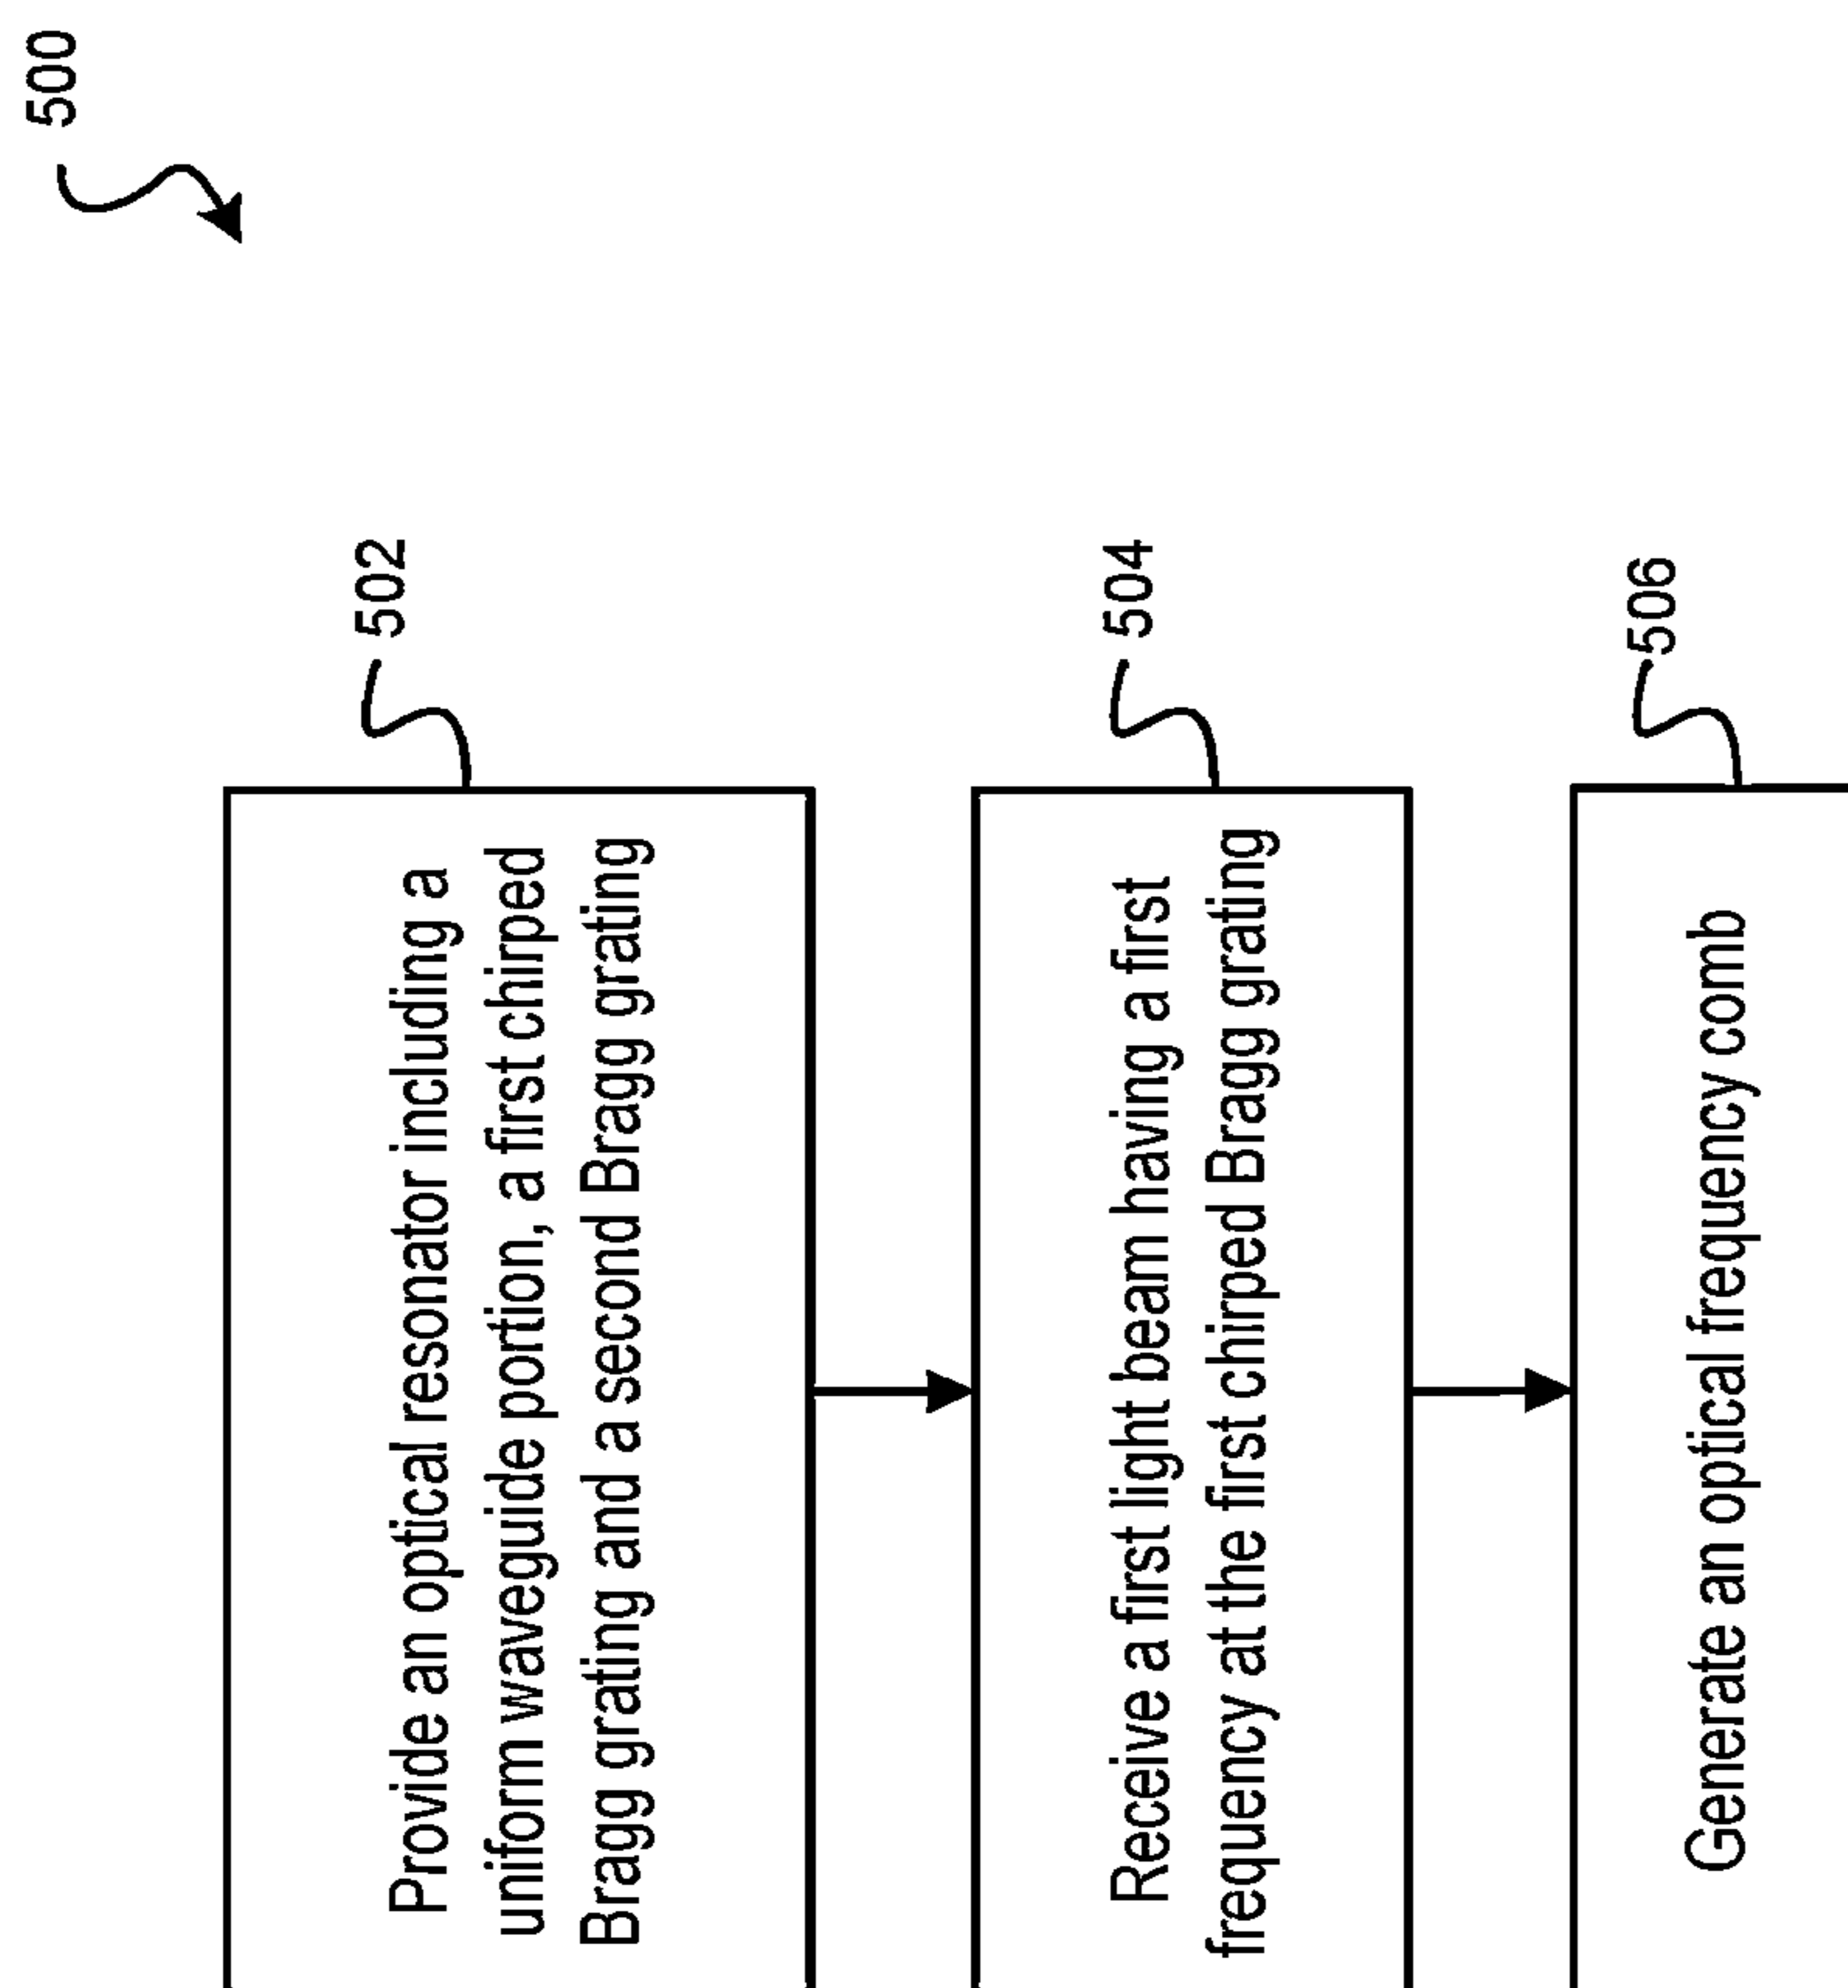 500
502
Provide an optical resonator including a
uniform waveguide portion, a first chirped
Bragg grating and a second Bragg grating
504
Receive a first light beam having a first
frequency at the first chirped Bragg grating
506
Generate an optical frequency comb